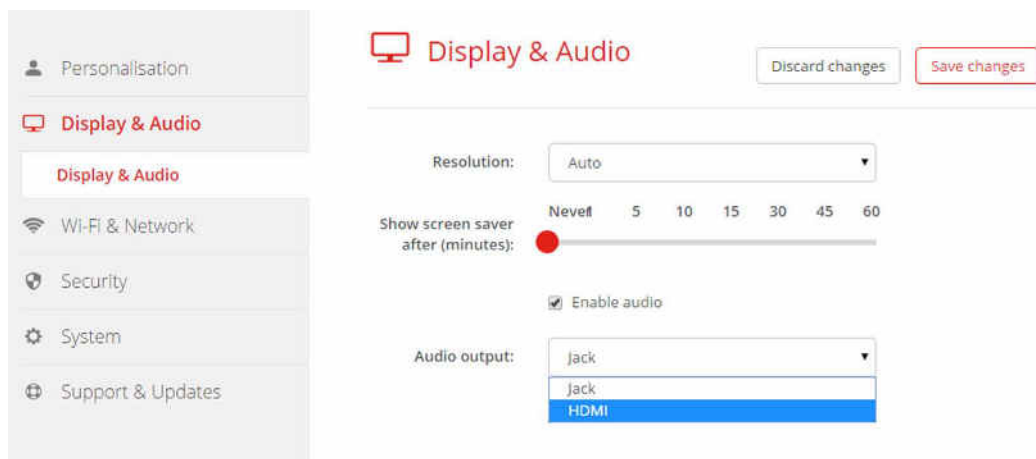 Personalisation
Display & Audio
Display & Audio
Wi-Fi & Network
Security
System
Support & Updates
Display & Audio
Discard changes
Save changes
Resolution:
Auto
Show screen saver
after (minutes):
Never 1 5 10 15 30 45 60
Enable audio
Audio output:
Jack
Jack
HDMI